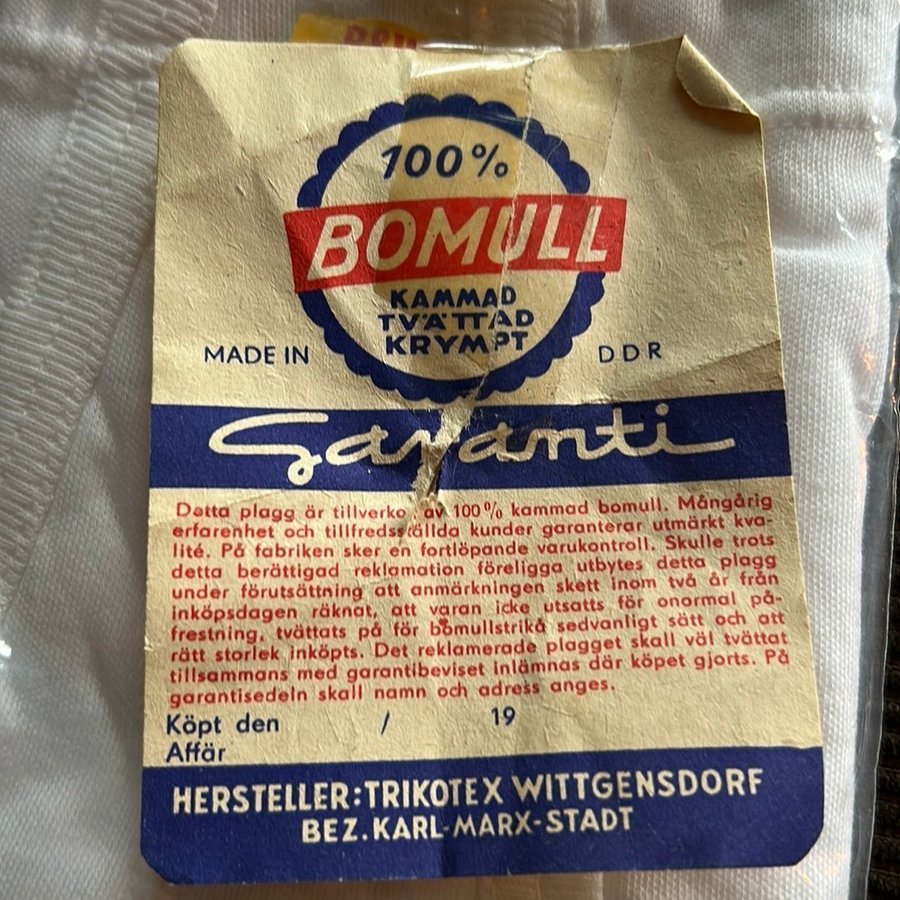 100%
BOMULL
KAMMAD
TVÄTTAD
KRYMPT
MADE IN DDR
Garanti
Detta plagg är tillverko av 100% kammad bomull. Mångårig
erfarenhet och tillfredsställda kunder garanterar utmärkt kva-
lité. På fabriken sker en fortlöpande varukontroll. Skulle trots
detta berättigad reklamation föreligga utbytes detta plagg
under förutsättning att anmärkningen skett inom två år från
inköpsdagen räknat, att varan icke utsatts för onormal på-
frestning, tvättats på för bomullstrikå sedvanligt sätt och att
rätt storlek inköpts. Det reklamerade plagget skall väl tvättat
tillsammans med garantibeviset inlämnas där köpet gjorts. På
garantisedeln skall namn och adress anges.
Köpt den / 19
Affär
HERSTELLER: TRIKOTEX WITTGENSDORF
BEZ. KARL-MARX-STADT